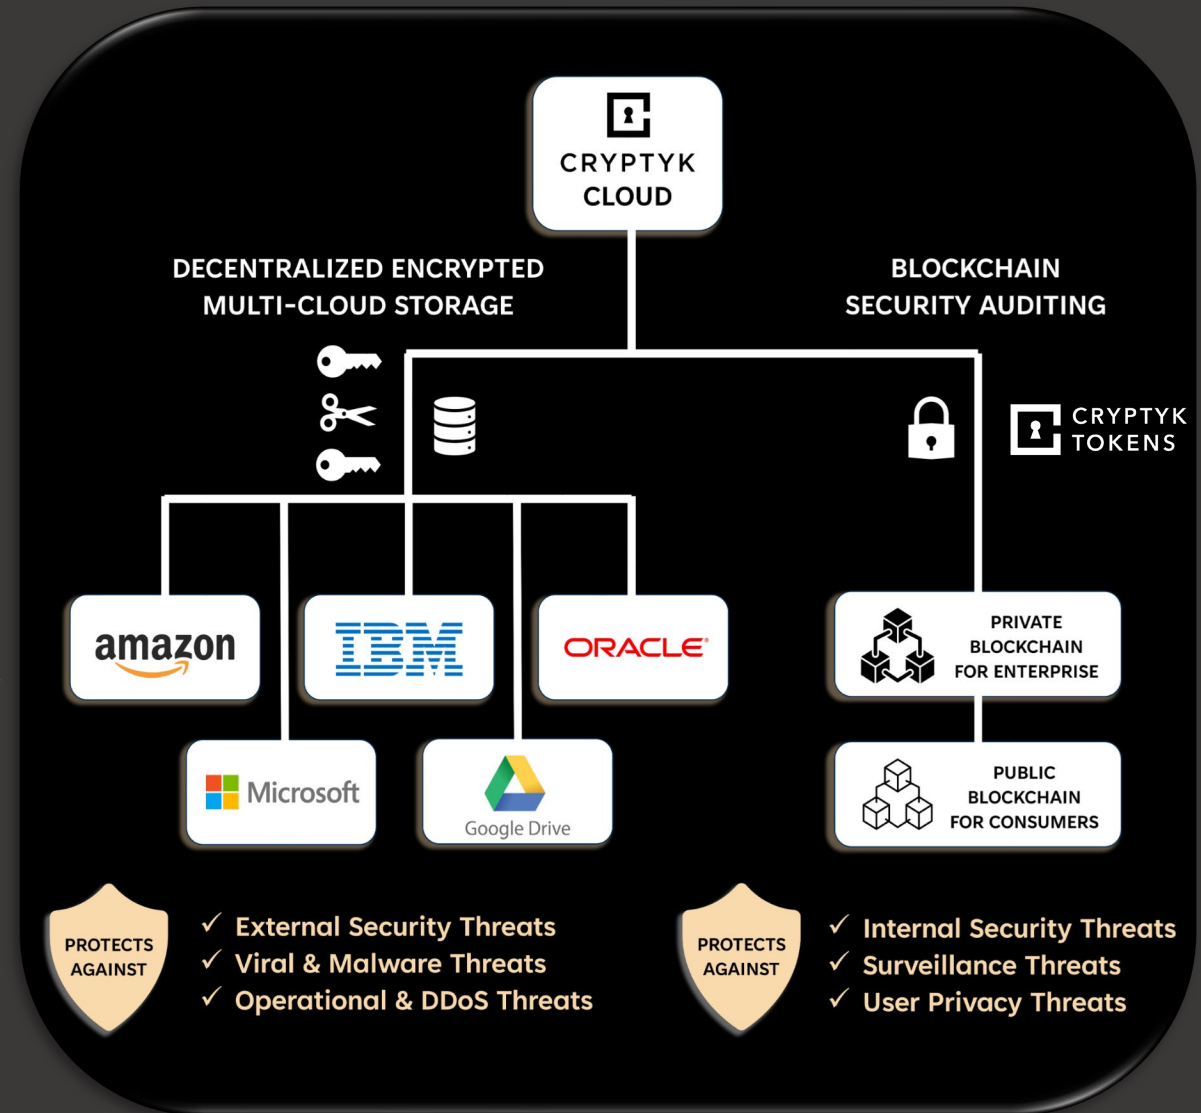 CRYPTYK
CLOUD
DECENTRALIZED ENCRYPTED
MULTI-CLOUD STORAGE
BLOCKCHAIN
SECURITY AUDITING
CRYPTYK
TOKENS
amazon
IBM
ORACLE
Microsoft
Google Drive
PRIVATE
BLOCKCHAIN
FOR ENTERPRISE
PUBLIC
BLOCKCHAIN
FOR CONSUMERS
PROTECTS
AGAINST
✓ External Security Threats
✓ Viral & Malware Threats
✓ Operational & DDoS Threats
PROTECTS
AGAINST
✓ Internal Security Threats
✓ Surveillance Threats
✓ User Privacy Threats